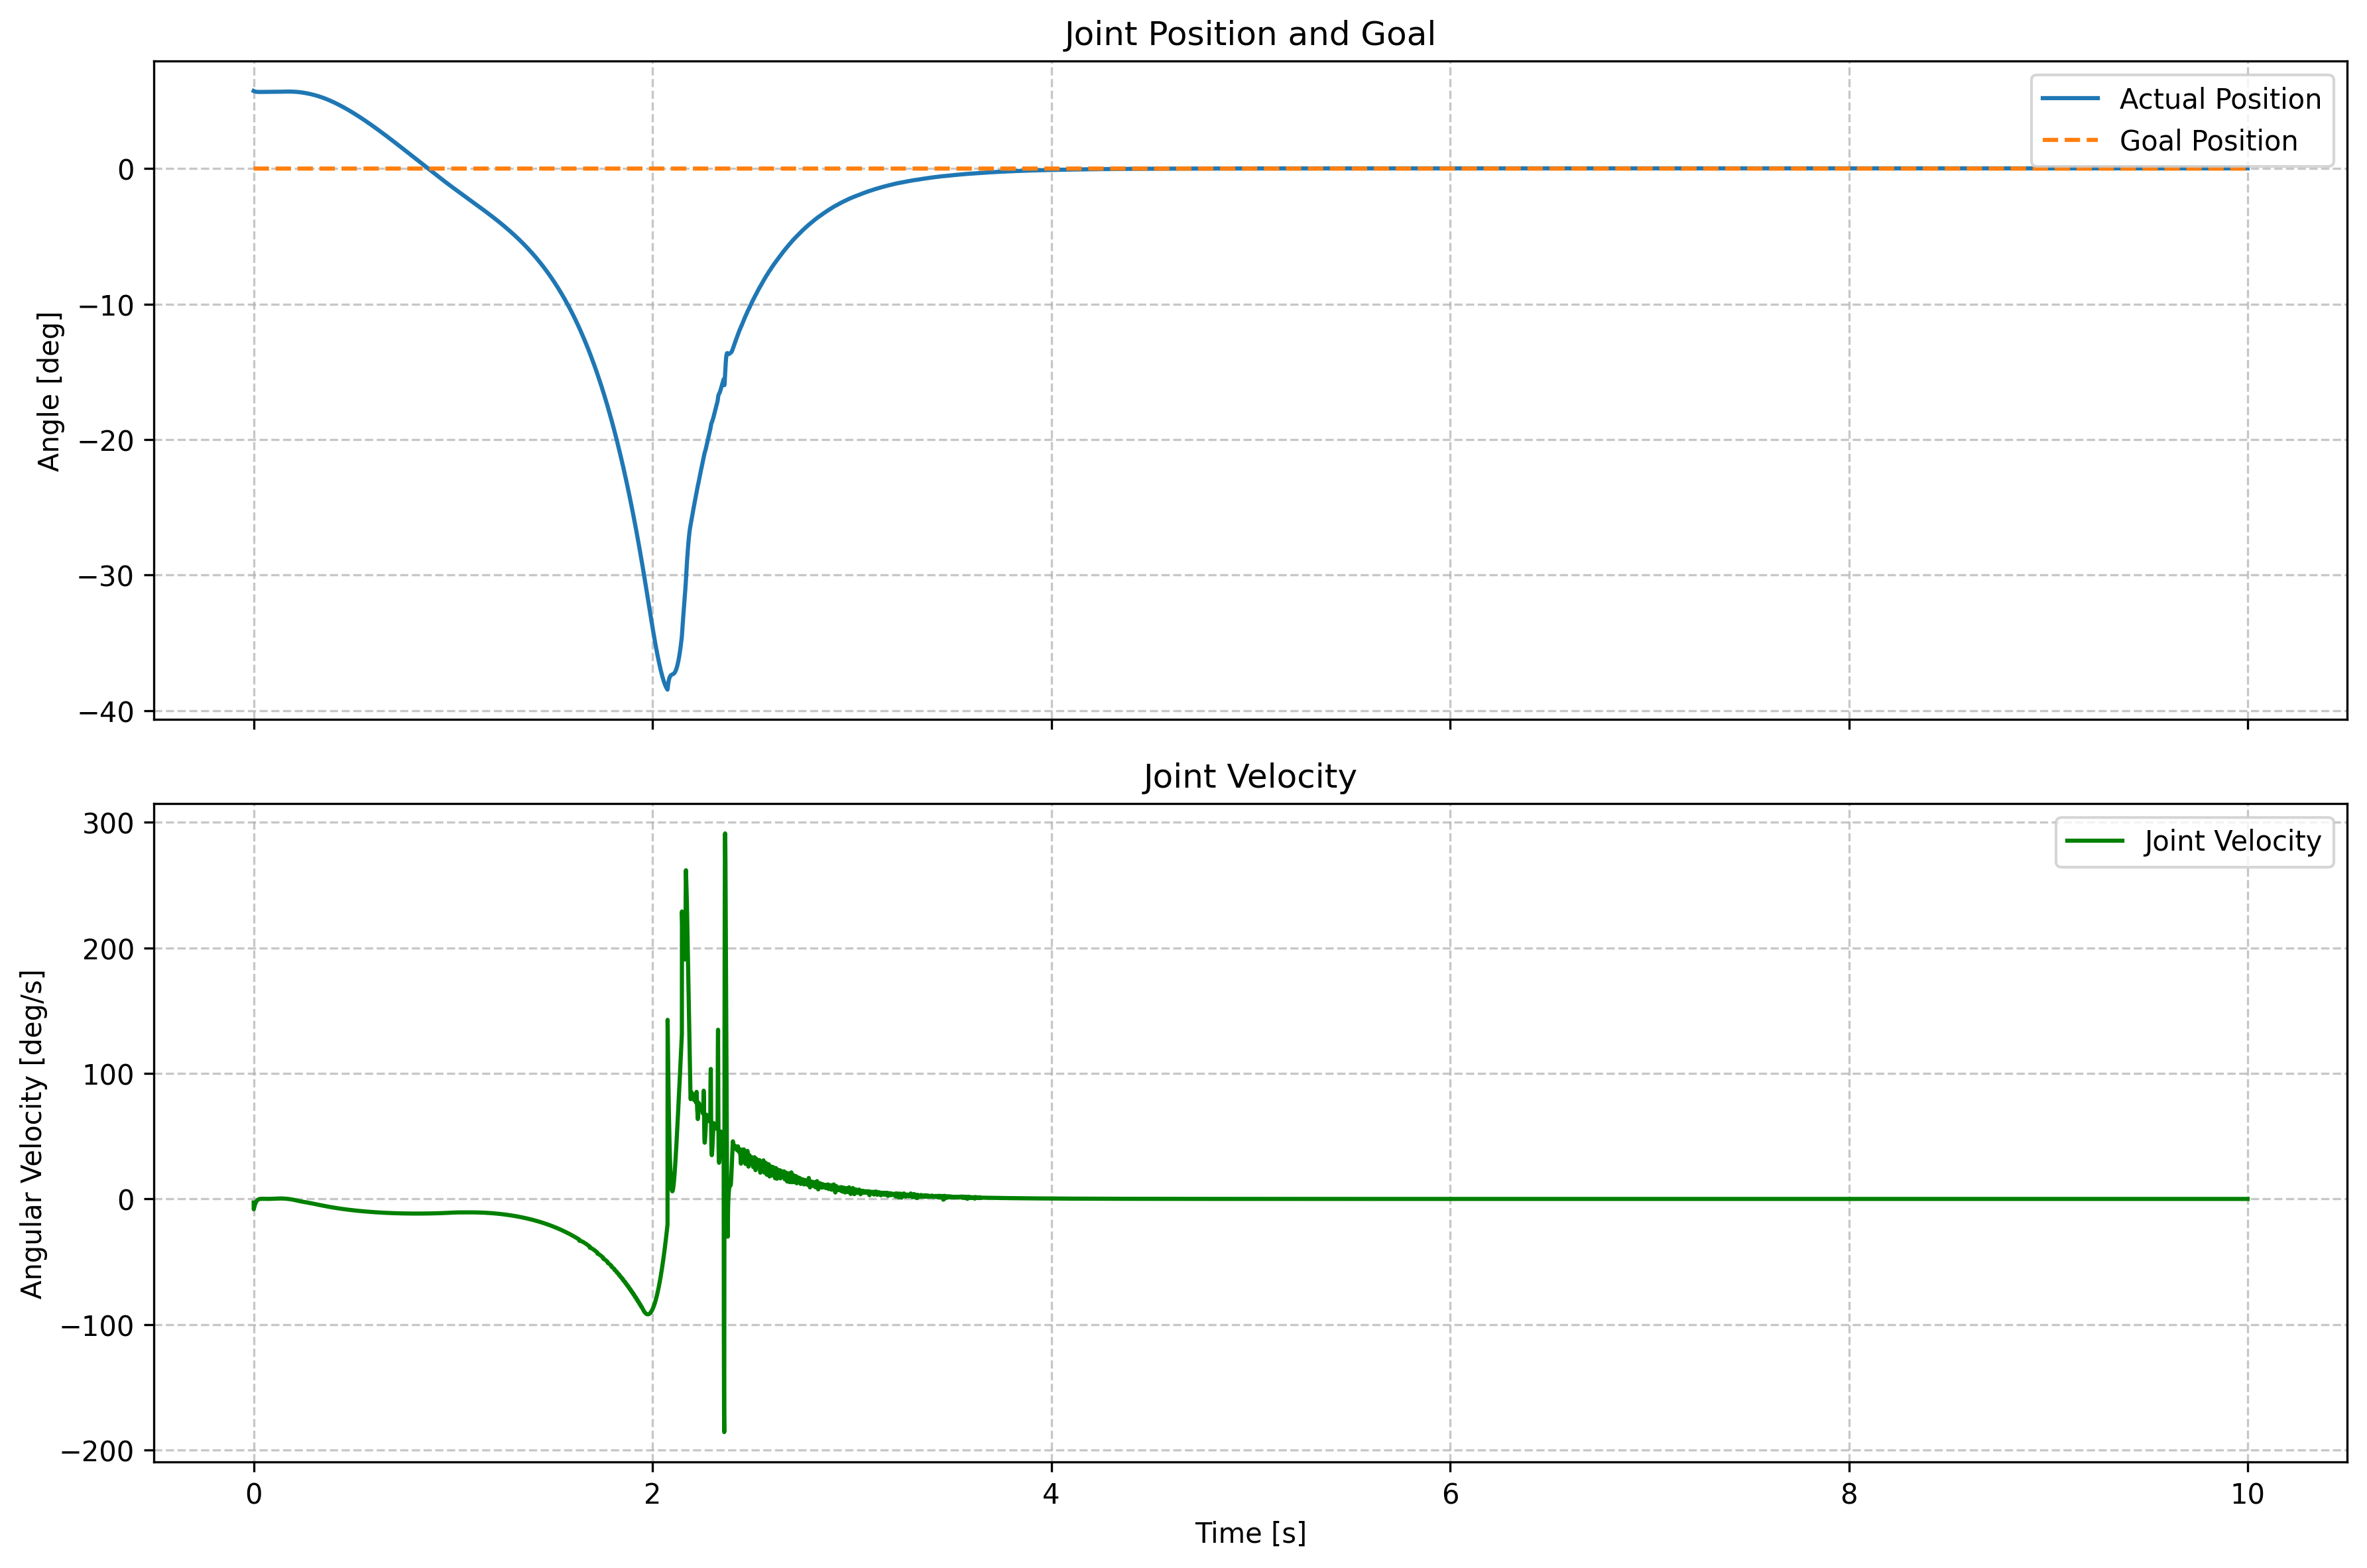 Joint Position and Goal
Actual Position
Goal Position
0
−10
−20
−30
−40
Angle [deg]
Joint Velocity
Joint Velocity
300
200
100
0
−100
−200
Angular Velocity [deg/s]
0 2 4 6 8 10
Time [s]